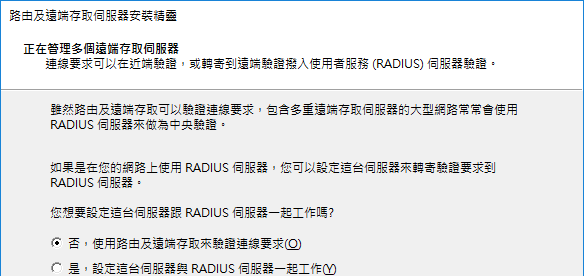 路由及遠端存取伺服器安裝精靈
正在管理多個遠端存取伺服器
連線要求可以在近端驗證，或轉寄到遠端驗證撥入使用者服務 (RADIUS) 伺服器驗證。
雖然路由及遠端存取可以驗證連線要求，包含多重遠端存取伺服器的大型網路常常會使用
RADIUS 伺服器來做為中央驗證。
如果是在您的網路上使用 RADIUS 伺服器，您可以設定這台伺服器來轉寄驗證要求到
RADIUS 伺服器。
您想要設定這台伺服器跟 RADIUS 伺服器一起工作嗎?
否，使用路由及遠端存取來驗證連線要求(O)
是，設定這台伺服器與 RADIUS 伺服器一起工作(Y)